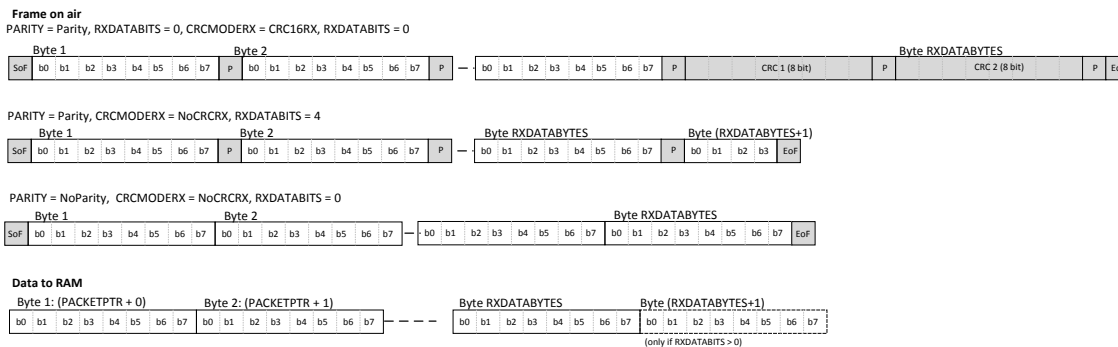 Frame on air
PARITY = Parity, RXDATABITS = 0, CRCMODERX = CRC16RX, RXDATABITS = 0
Byte 1 Byte 2 Byte RXDATABYTES
SoF b0 b1 b2 b3 b4 b5 b6 b7 P b0 b1 b2 b3 b4 b5 b6 b7 P b0 b1 b2 b3 b4 b5 b6 b7 P CRC 1 (8 bit) P CRC 2 (8 bit) P
PARITY = Parity, CRCMODERX = NoCRCRX, RXDATABITS = 4
Byte 1 Byte 2 Byte RXDATABYTES Byte (RXDATABYTES+1)
SoF b0 b1 b2 b3 b4 b5 b6 b7 P b0 b1 b2 b3 b4 b5 b6 b7 P b0 b1 b2 b3 b4 b5 b6 b7 P b0 b1 b2 b3 EoF
PARITY = NoParity, CRCMODERX = NoCRCRX, RXDATABITS = 0
Byte 1 Byte 2 Byte RXDATABYTES
SoF b0 b1 b2 b3 b4 b5 b6 b7 b0 b1 b2 b3 b4 b5 b6 b7 b0 b1 b2 b3 b4 b5 b6 b7 b0 b1 b2 b3 b4 b5 b6 b7 EoF
Data to RAM
Byte 1: (PACKETPTR + 0) Byte 2: (PACKETPTR + 1) Byte RXDATABYTES Byte (RXDATABYTES+1)
b0 b1 b2 b3 b4 b5 b6 b7 b0 b1 b2 b3 b4 b5 b6 b7 b0 b1 b2 b3 b4 b5 b6 b7 b0 b1 b2 b3 b4 b5 b6 b7
(only if RXDATABITS > 0)